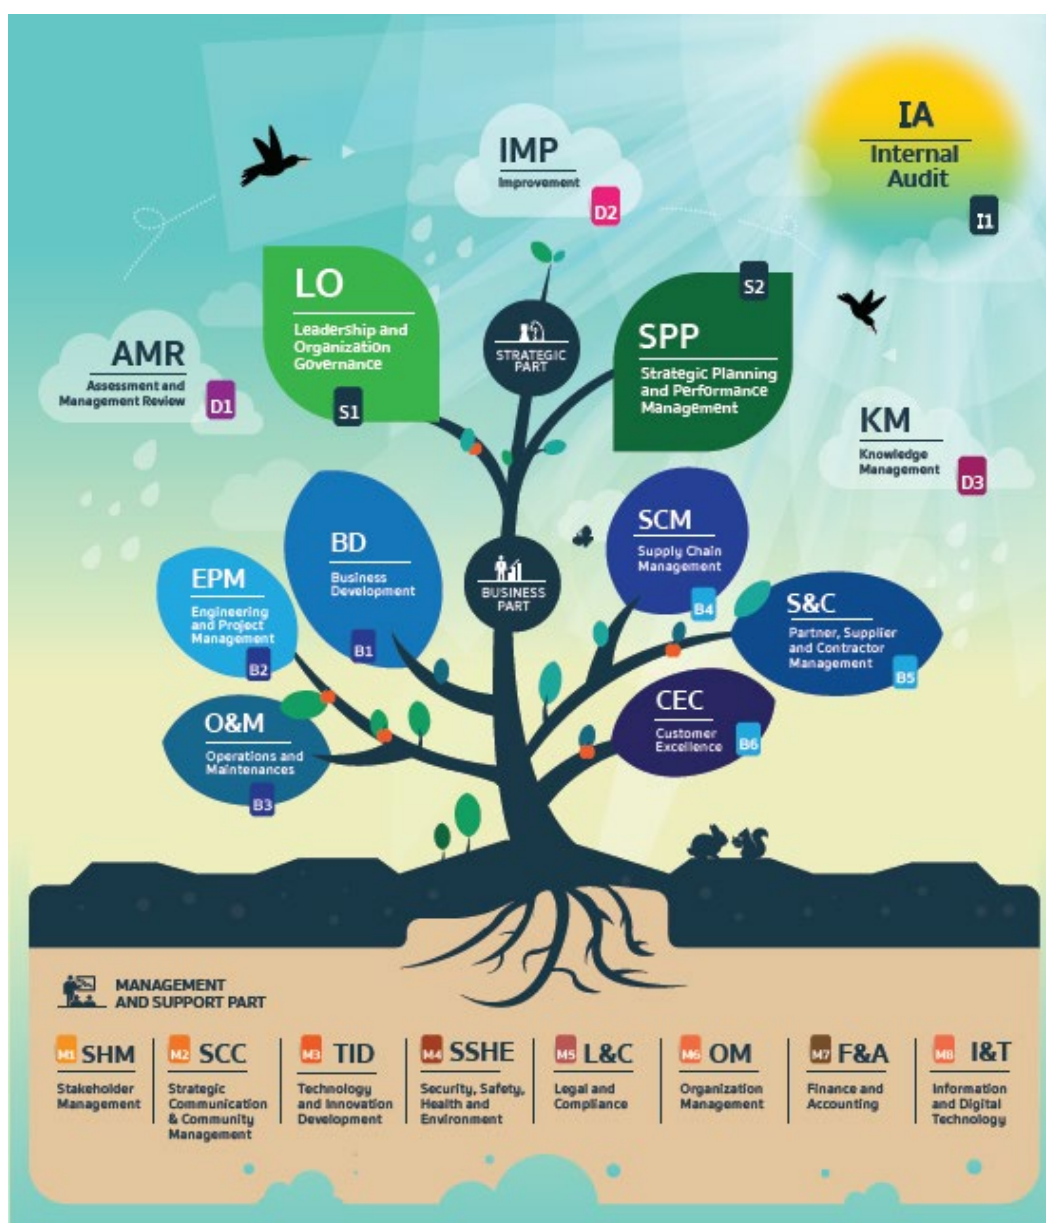 IMP
Improvement
D2
IA
Internal
Audit
I1
LO
Leadership and
Organization
Governance
S1
STRATEGIC
PART
S2
SPP
Strategic Planning
and Performance
Management
AMR
Assessment and
Management Review
D1
KM
Knowledge
Management
D3
BD
Business
Development
B1
BUSINESS
PART
SCM
Supply Chain
Management
B4
EPM
Engineering
and Project
Management
B2
S&C
Partner, Supplier
and Contractor
Management
B5
O&M
Operations and
Maintenances
B3
CEC
Customer
Excellence
B6
MANAGEMENT
AND SUPPORT PART
M1 SHM
Stakeholder
Management
M2 SCC
Strategic
Communication
& Community
Management
M3 TID
Technology
and Innovation
Development
M4 SSHE
Security, Safety,
Health and
Environment
M5 L&C
Legal and
Compliance
M6 OM
Organization
Management
M7 F&A
Finance and
Accounting
M8 I&T
Information
and Digital
Technology